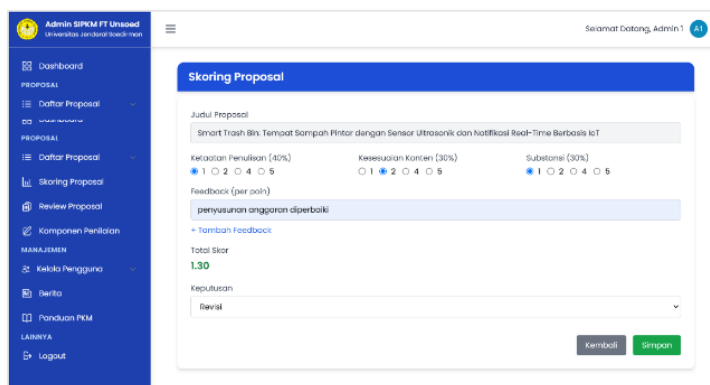 Admin SIPKM FT Unsoed
Universitas Jenderal Soedirman
Selamat Datang, Admin 1
A1
Dashboard
PROPOSAL
Daftar Proposal
Dashboard
PROPOSAL
Daftar Proposal
Skoring Proposal
Review Proposal
Komponen Penilaian
MANAJEMEN
Kelola Pengguna
Berita
Panduan PKM
LAINNYA
Logout
Skoring Proposal
Judul Proposal
Smart Trash Bin: Tempat Sampah Pintar dengan Sensor Ultrasonik dan Notifikasi Real-Time Berbasis IoT
Ketaatan Penulisan (40%)
1 2 4 5
Kesesuaian Konten (30%)
1 2 4 5
Substansi (30%)
1 2 4 5
Feedback (per poin)
penyusunan anggaran diperbaiki
+ Tambah Feedback
Total Skor
1.30
Keputusan
Revisi
Kembali
Simpan